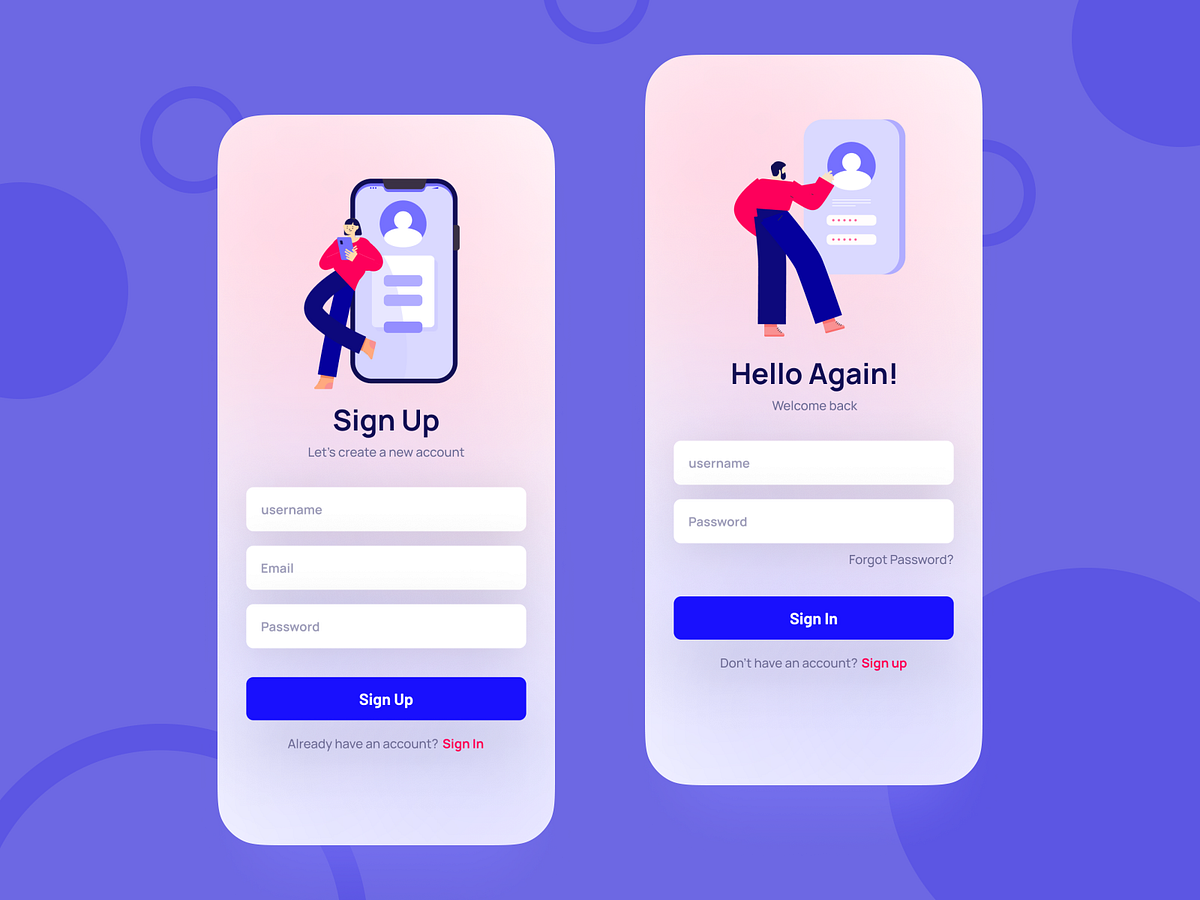 Sign Up
Let's create a new account
username
Email
Password
Sign Up
Already have an account? Sign In
Hello Again!
Welcome back
username
Password
Forgot Password?
Sign In
Don't have an account? Sign up